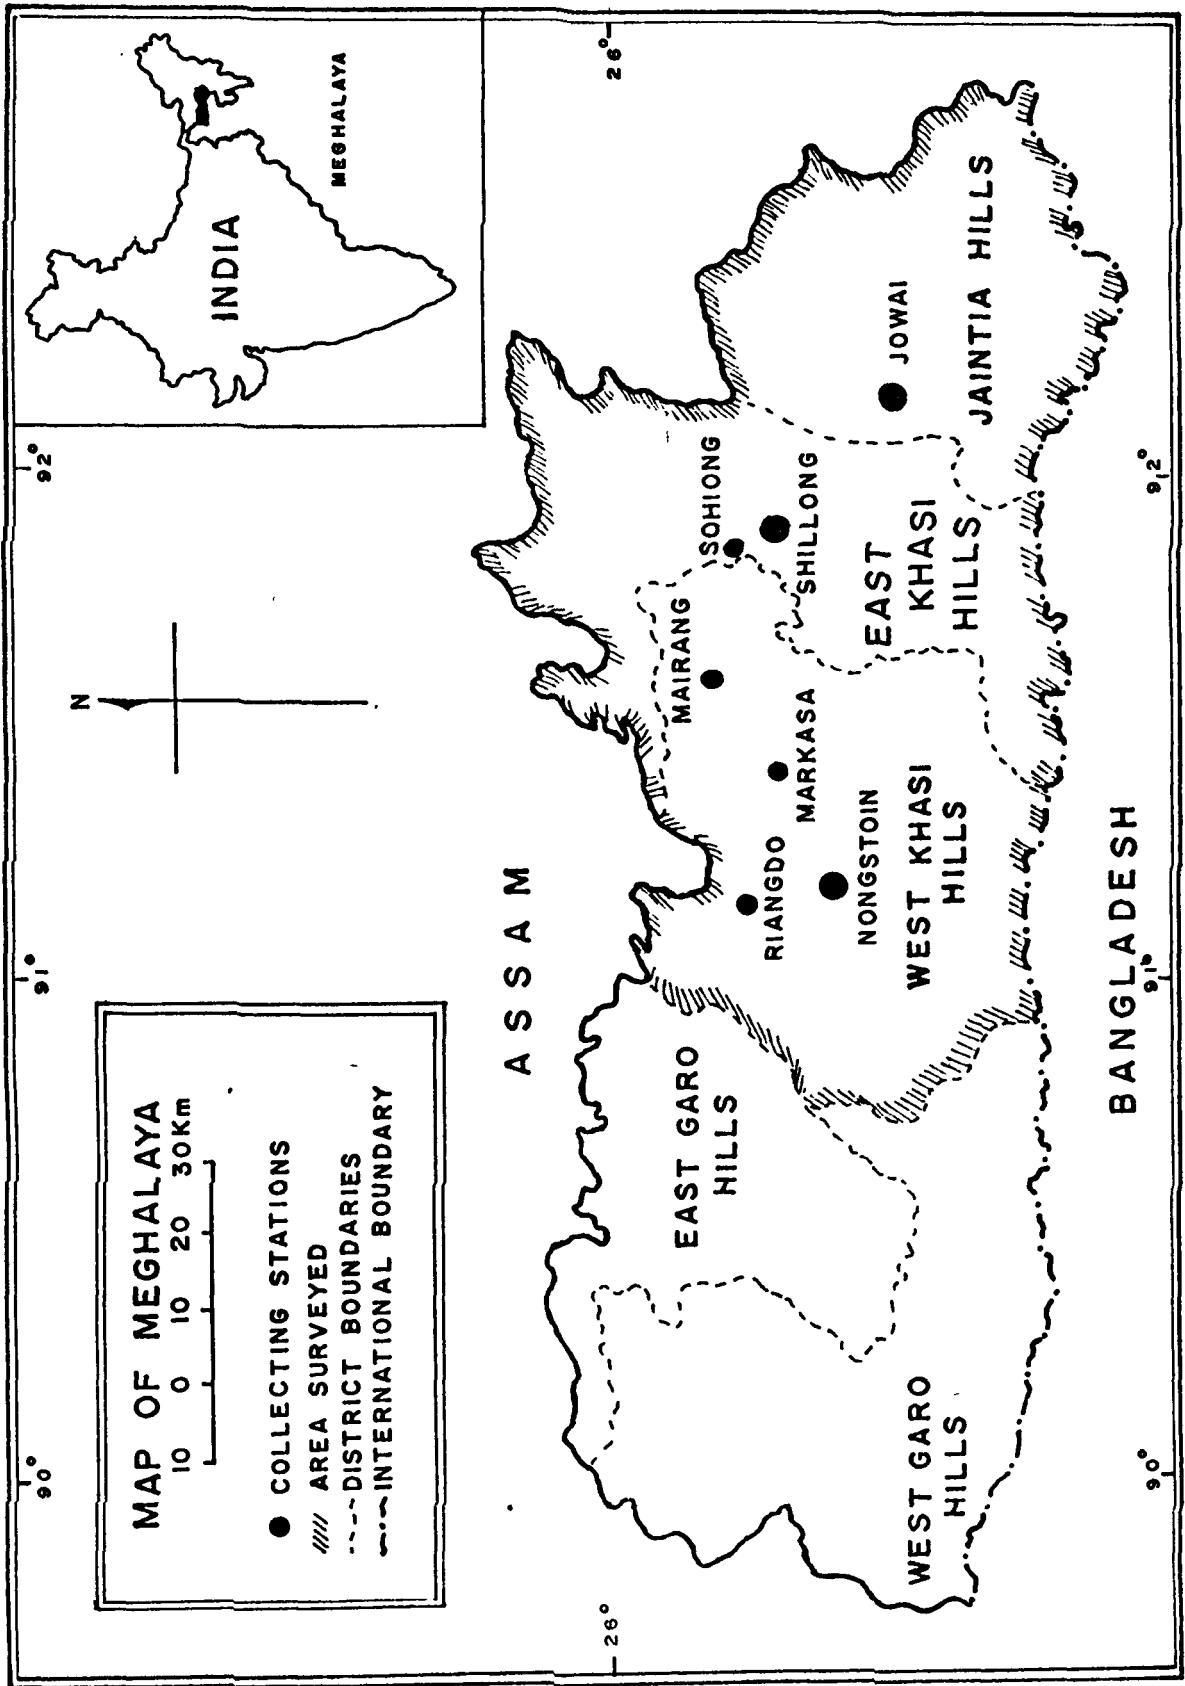 MAP OF MEGHALAYA
10 0 10 20 30Km
COLLECTING STATIONS
AREA SURVEYED
DISTRICT BOUNDARIES
INTERNATIONAL BOUNDARY
90°
91°
92°
N
INDIA
MEGHALAYA
26°
26°
ASSAM
EAST GARO
HILLS
WEST GARO
HILLS
RIANGDO
NONGSTOIN
MARKASA
MAIRANG
WEST KHASI
HILLS
SOHIONG
SHILLONG
EAST
KHASI
HILLS
JOWAI
JAINTIA HILLS
BANGLADESH
90°
91°
92°